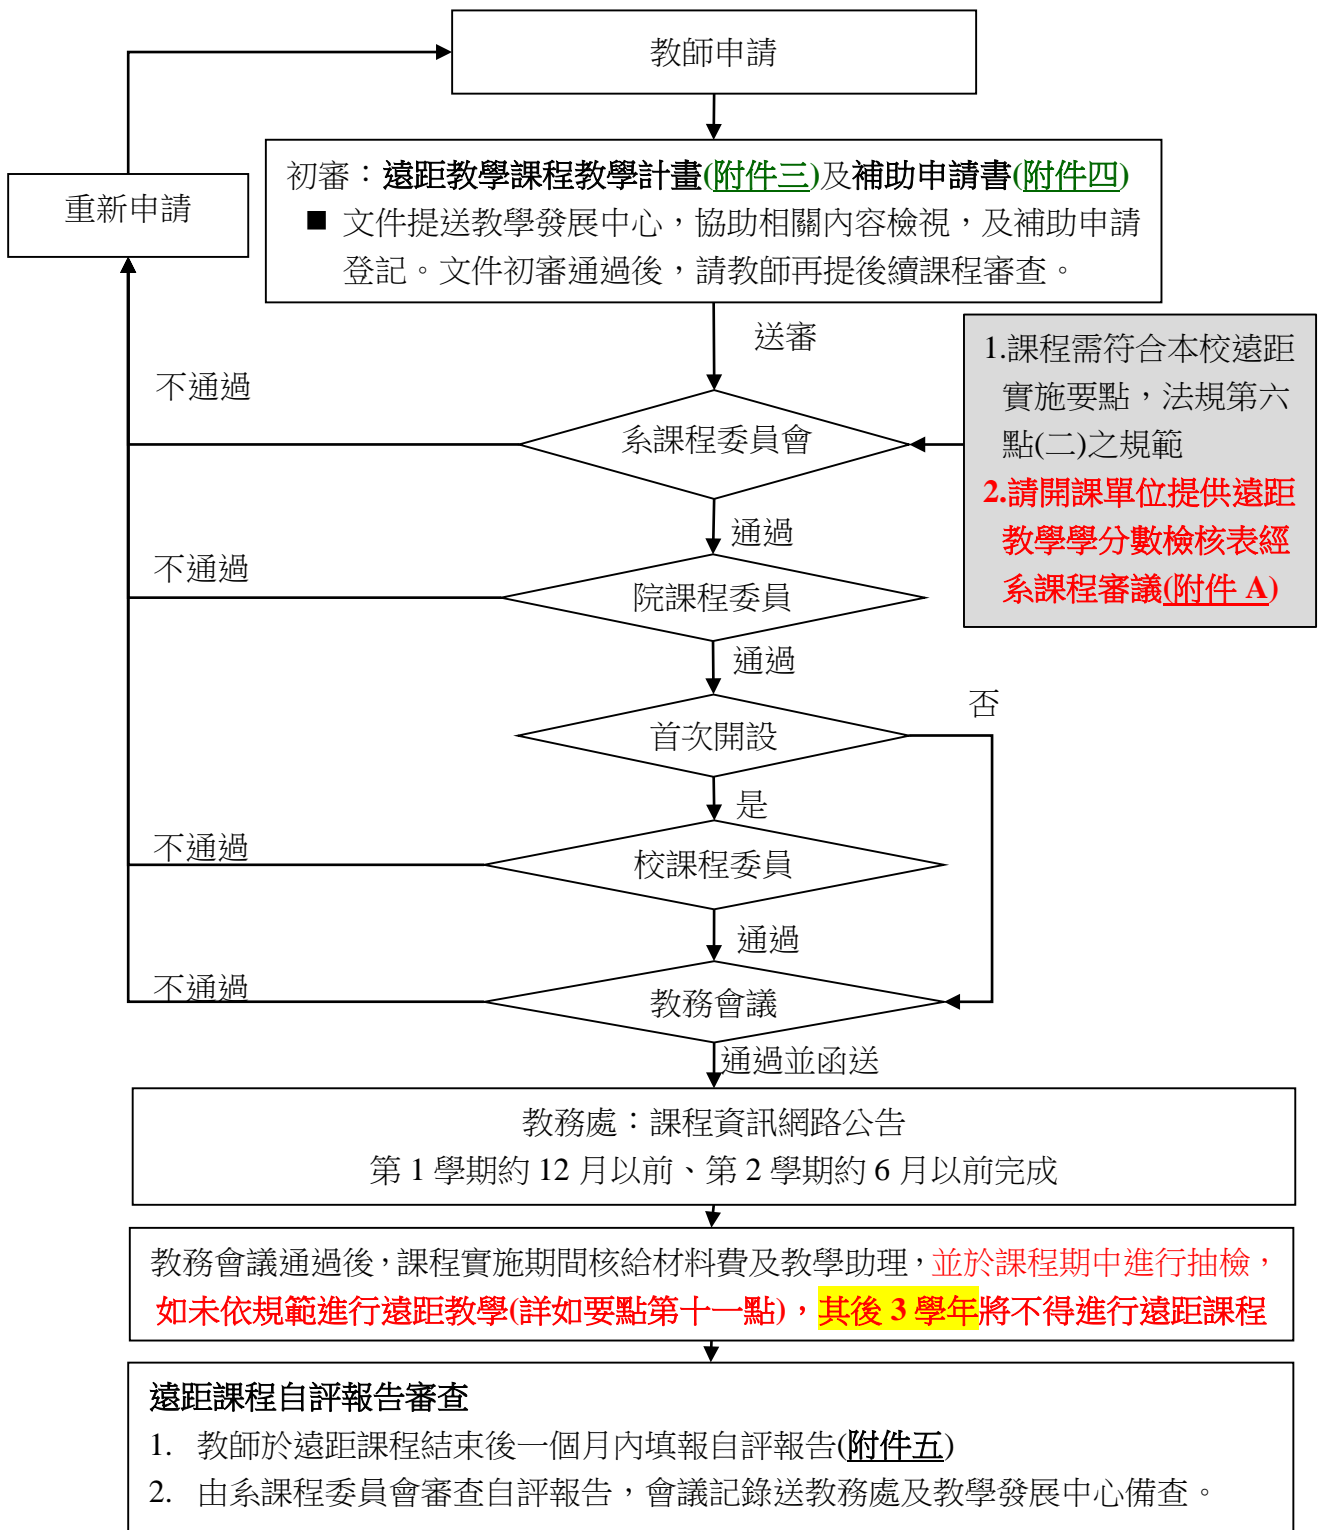 教師申請
初審：遠距教學課程教學計畫(附件三)及補助申請書(附件四)
■ 文件提送教學發展中心，協助相關內容檢視，及補助申請
登記。文件初審通過後，請教師再提後續課程審查。
重新申請
送審
1.課程需符合本校遠距
實施要點，法規第六
點(二)之規範
2.請開課單位提供遠距
教學學分數檢核表經
系課程審議(附件 A)
不通過
系課程委員會
通過
不通過
院課程委員
通過
否
首次開設
是
不通過
校課程委員
通過
不通過
教務會議
通過並函送
教務處：課程資訊網路公告
第 1 學期約 12 月以前、第 2 學期約 6 月以前完成
教務會議通過後，課程實施期間核給材料費及教學助理，並於課程期中進行抽檢，
如未依規範進行遠距教學(詳如要點第十一點)，其後 3 學年將不得進行遠距課程
遠距課程自評報告審查
1. 教師於遠距課程結束後一個月內填報自評報告(附件五)
2. 由系課程委員會審查自評報告，會議記錄送教務處及教學發展中心備查。